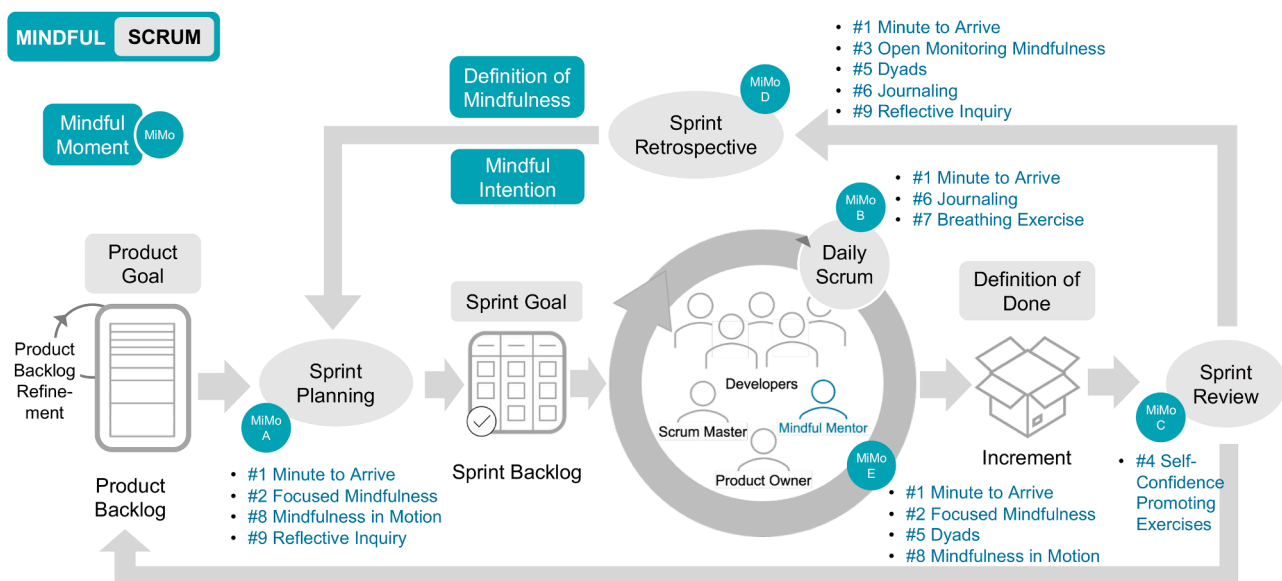 MINDFUL SCRUM
Mindful
Moment
MiMo
Definition of
Mindfulness
Mindful
Intention
Sprint
Retrospective
MiMo
D
• #1 Minute to Arrive
• #3 Open Monitoring Mindfulness
• #5 Dyads
• #6 Journaling
• #9 Reflective Inquiry
MiMo
B
• #1 Minute to Arrive
• #6 Journaling
• #7 Breathing Exercise
Daily
Scrum
Product
Goal
Product
Backlog
Refine-
ment
Product
Backlog
Sprint
Planning
MiMo
A
• #1 Minute to Arrive
• #2 Focused Mindfulness
• #8 Mindfulness in Motion
• #9 Reflective Inquiry
Sprint Goal
Sprint Backlog
Developers
Scrum Master
Mindful Mentor
Product Owner
MiMo
E
• #1 Minute to Arrive
• #2 Focused Mindfulness
• #5 Dyads
• #8 Mindfulness in Motion
Definition of
Done
Increment
Sprint
Review
MiMo
C
• #4 Self-
Confidence
Promoting
Exercises